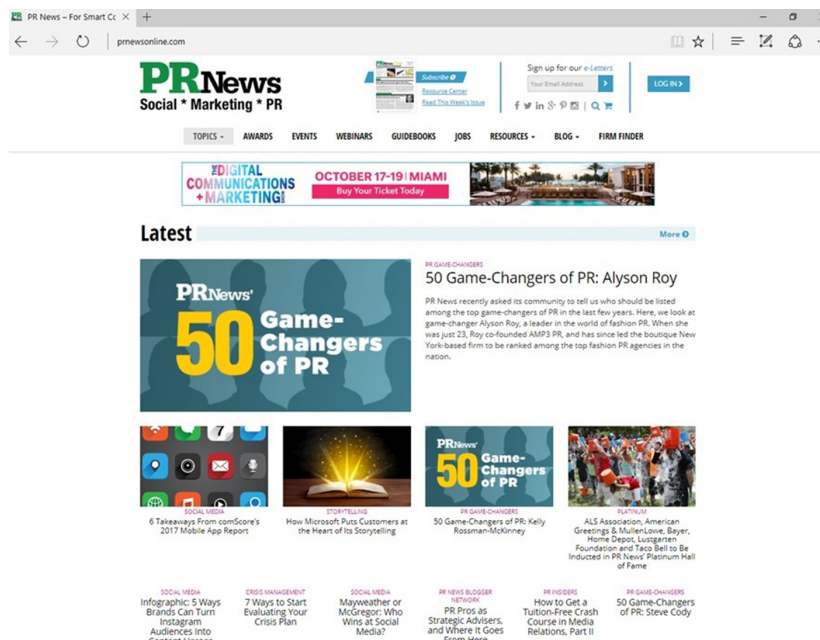 PR News – For Smart Cc
prnewsonline.com
PRNews
Social * Marketing * PR
Subscribe
Resource Center
Read This Week's Issue
Sign up for our e-Letters
Your Email Address
LOG IN
TOPICS
AWARDS
EVENTS
WEBINARS
GUIDEBOOKS
JOBS
RESOURCES
BLOG
FIRM FINDER
THE DIGITAL
COMMUNICATIONS
+ MARKETING
OCTOBER 17-19 | MIAMI
Buy Your Ticket Today
Latest
More
PRNews'
50 Game-
Changers
of PR
PR GAME-CHANGERS
50 Game-Changers of PR: Alyson Roy
PR News recently asked its community to tell us who should be listed
among the top game-changers of PR in the last few years. Here, we look at
game-changer Alyson Roy, a leader in the world of fashion PR. When she
was just 23, Roy co-founded AMP3 PR, and has since led the boutique New
York-based firm to be ranked among the top fashion PR agencies in the
nation.
7
SOCIAL MEDIA
6 Takeaways From comScore's
2017 Mobile App Report
STORYTELLING
How Microsoft Puts Customers at
the Heart of Its Storytelling
PRNews'
50 Game-
Changers
of PR
PR GAME-CHANGERS
50 Game-Changers of PR: Kelly
Rossman-McKinney
PLATINUM
ALS Association, American
Greetings & MullenLowe, Bayer,
Home Depot, Lustgarten
Foundation and Taco Bell to Be
Inducted in PR News' Platinum Hall
of Fame
SOCIAL MEDIA
Infographic: 5 Ways
Brands Can Turn
Instagram
Audiences Into
CRISIS MANAGEMENT
7 Ways to Start
Evaluating Your
Crisis Plan
SOCIAL MEDIA
Mayweather or
McGregor: Who
Wins at Social
Media?
PR NEWS BLOGGER
NETWORK
PR Pros as
Strategic Advisers,
and Where It Goes
From Here
PR INSIDERS
How to Get a
Tuition-Free Crash
Course in Media
Relations, Part II
PR GAME-CHANGERS
50 Game-Changers
of PR: Steve Cody